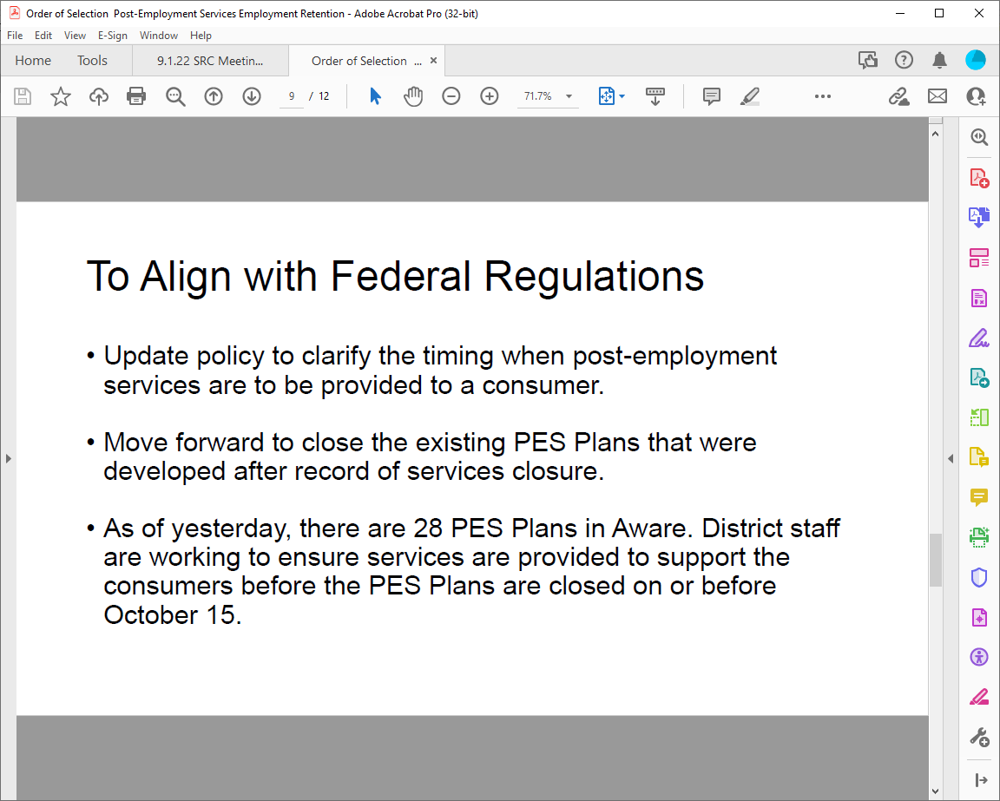 Order of Selection  Post-Employment Services Employment Retention - Adobe Acrobat Pro (32-bit)
File Edit View E-Sign Window Help
Home Tools 9.1.22 SRC Meetin... Order of Selection ... ×
9 / 12 71.7%
To Align with Federal Regulations
• Update policy to clarify the timing when post-employment
services are to be provided to a consumer.
• Move forward to close the existing PES Plans that were
developed after record of services closure.
• As of yesterday, there are 28 PES Plans in Aware. District staff
are working to ensure services are provided to support the
consumers before the PES Plans are closed on or before
October 15.